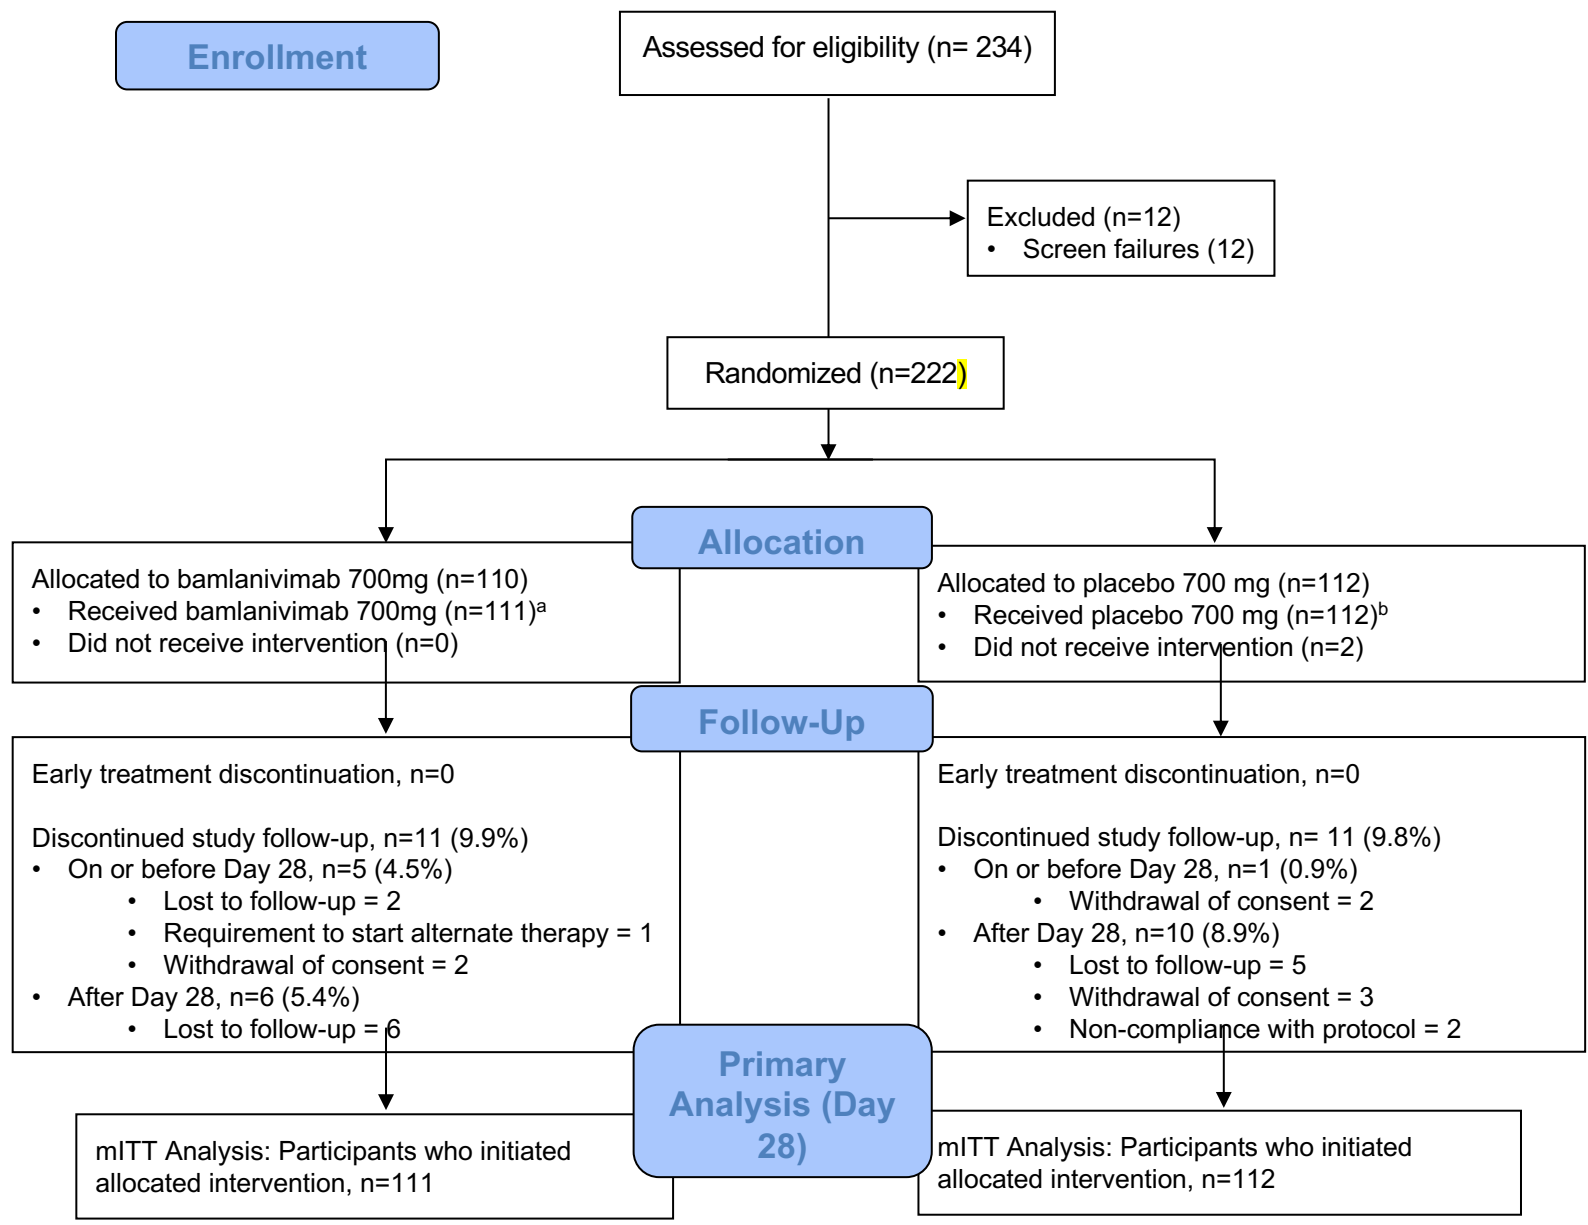 Enrollment
Assessed for eligibility (n= 234)
Excluded (n=12)
• Screen failures (12)
Randomized (n=222)
Allocation
Allocated to bamlanivimab 700mg (n=110)
• Received bamlanivimab 700mg (n=111)ᵃ
• Did not receive intervention (n=0)
Allocated to placebo 700 mg (n=112)
• Received placebo 700 mg (n=112)ᵇ
• Did not receive intervention (n=2)
Follow-Up
Early treatment discontinuation, n=0
Discontinued study follow-up, n=11 (9.9%)
• On or before Day 28, n=5 (4.5%)
• Lost to follow-up = 2
• Requirement to start alternate therapy = 1
• Withdrawal of consent = 2
• After Day 28, n=6 (5.4%)
• Lost to follow-up = 6
Early treatment discontinuation, n=0
Discontinued study follow-up, n= 11 (9.8%)
• On or before Day 28, n=1 (0.9%)
• Withdrawal of consent = 2
• After Day 28, n=10 (8.9%)
• Lost to follow-up = 5
• Withdrawal of consent = 3
• Non-compliance with protocol = 2
Primary
Analysis (Day
28)
mITT Analysis: Participants who initiated
allocated intervention, n=111
mITT Analysis: Participants who initiated
allocated intervention, n=112